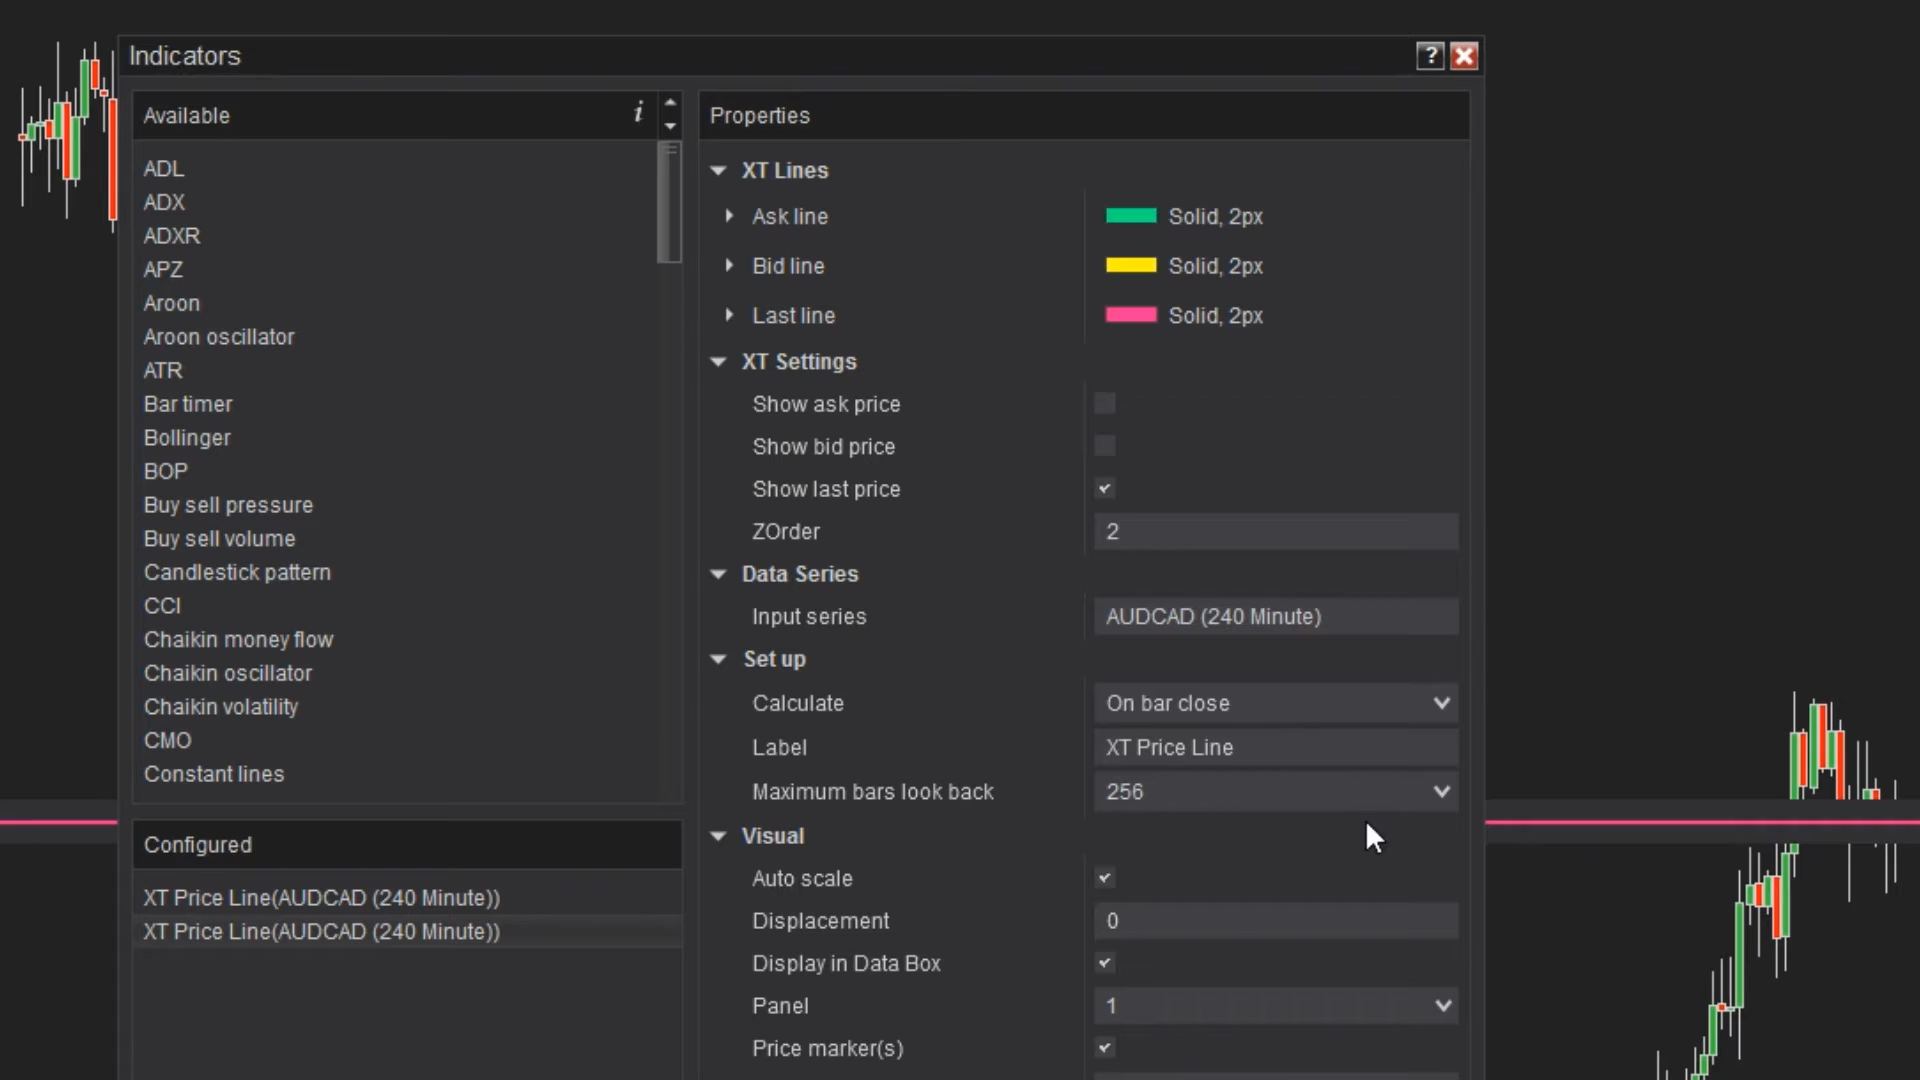 Indicators
?
Available
i
ADL
ADX
ADXR
APZ
Aroon
Aroon oscillator
ATR
Bar timer
Bollinger
BOP
Buy sell pressure
Buy sell volume
Candlestick pattern
CCI
Chaikin money flow
Chaikin oscillator
Chaikin volatility
CMO
Constant lines
Configured
XT Price Line(AUDCAD (240 Minute))
XT Price Line(AUDCAD (240 Minute))
Properties
XT Lines
Ask line Solid, 2px
Bid line Solid, 2px
Last line Solid, 2px
XT Settings
Show ask price
Show bid price
Show last price
ZOrder 2
Data Series
Input series AUDCAD (240 Minute)
Set up
Calculate On bar close
Label XT Price Line
Maximum bars look back 256
Visual
Auto scale
Displacement 0
Display in Data Box
Panel 1
Price marker(s)